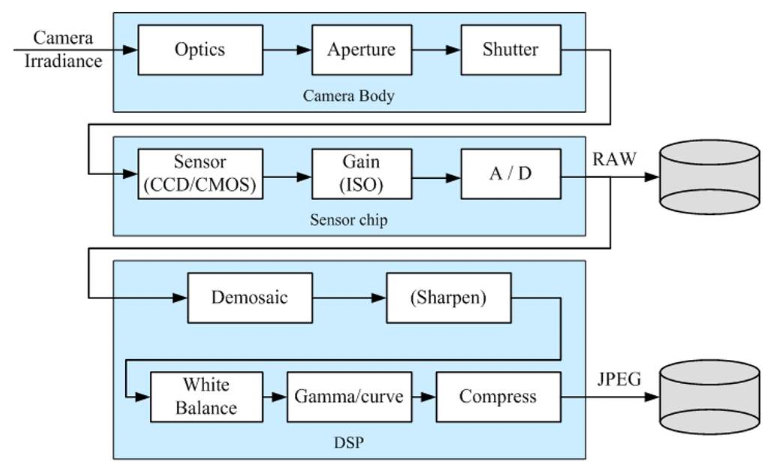 Camera
Irradiance
Optics
Aperture
Shutter
Camera Body
Sensor
(CCD/CMOS)
Gain
(ISO)
A / D
RAW
Sensor chip
Demosaic
(Sharpen)
White
Balance
Gamma/curve
Compress
JPEG
DSP